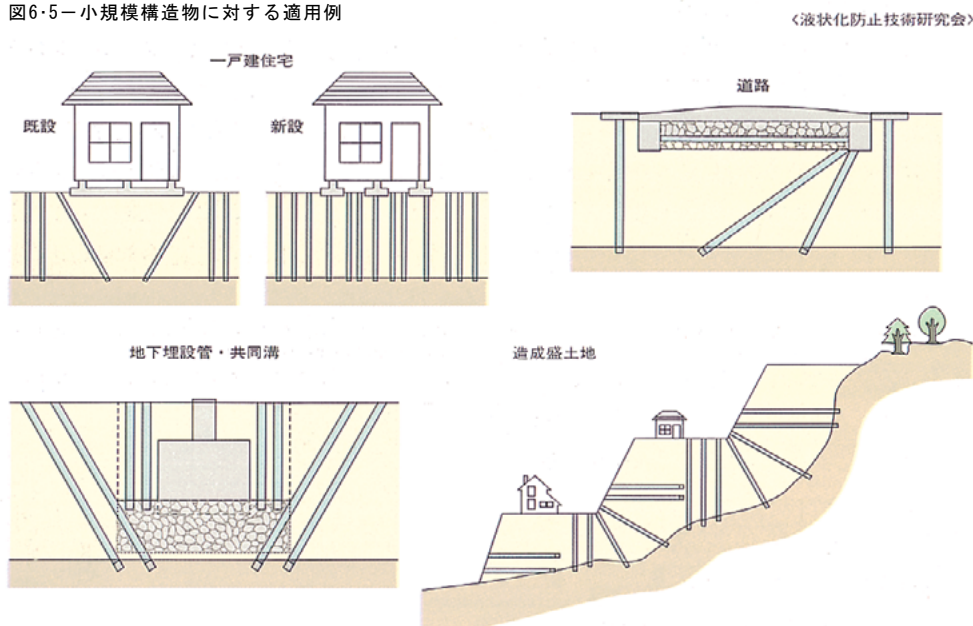 図6･5－小規模構造物に対する適用例
〈液状化防止技術研究会〉
一戸建住宅
既設
新設
道路
地下埋設管・共同溝
造成盛土地